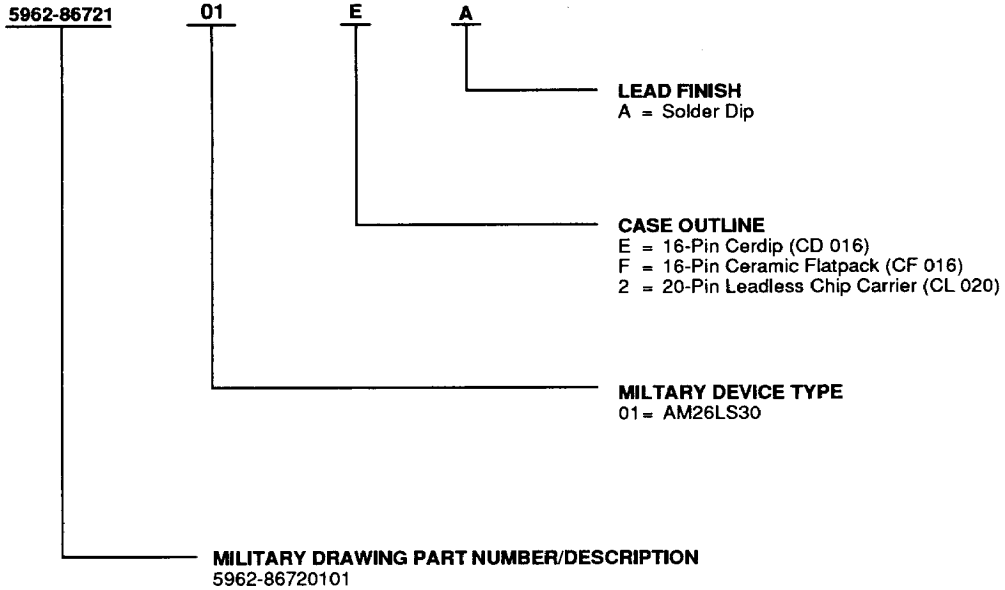 5962-86721 01 E A
LEAD FINISH
A = Solder Dip
CASE OUTLINE
E = 16-Pin Cerdip (CD 016)
F = 16-Pin Ceramic Flatpack (CF 016)
2 = 20-Pin Leadless Chip Carrier (CL 020)
MILTARY DEVICE TYPE
01 = AM26LS30
MILITARY DRAWING PART NUMBER/DESCRIPTION
5962-86720101